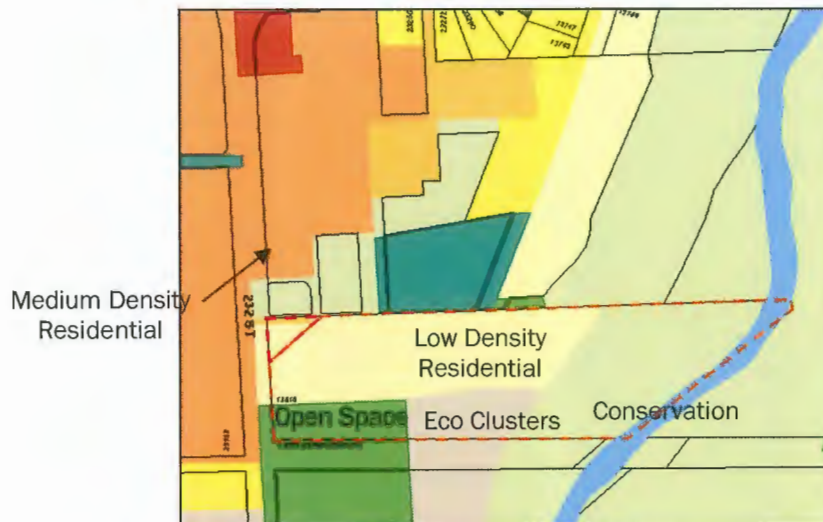 Medium Density
Residential
232 ST
Low Density
Residential
Open Space
Eco Clusters
Conservation